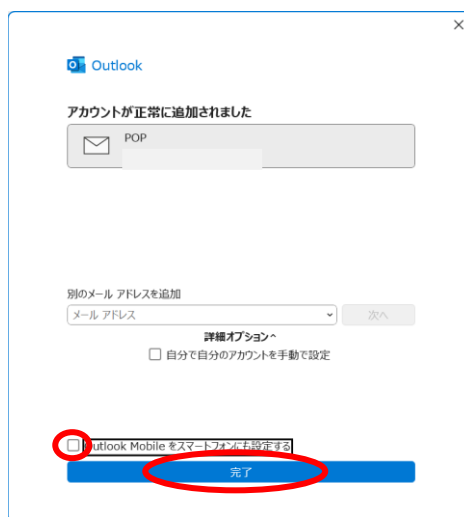 Outlook
アカウントが正常に追加されました
POP
別のメール アドレスを追加
メール アドレス
次へ
詳細オプション
自分で自分のアカウントを手動で設定
Outlook Mobile をスマートフォンにも設定する
完了